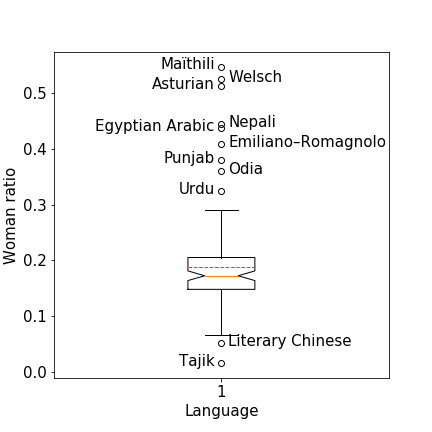 Maïthili
Welsch
Asturian
0.5
Nepali
Egyptian Arabic
Emiliano–Romagnolo
0.4
Punjab
Odia
Urdu
0.3
Woman ratio
0.2
0.1
Literary Chinese
Tajik
0.0
1
Language